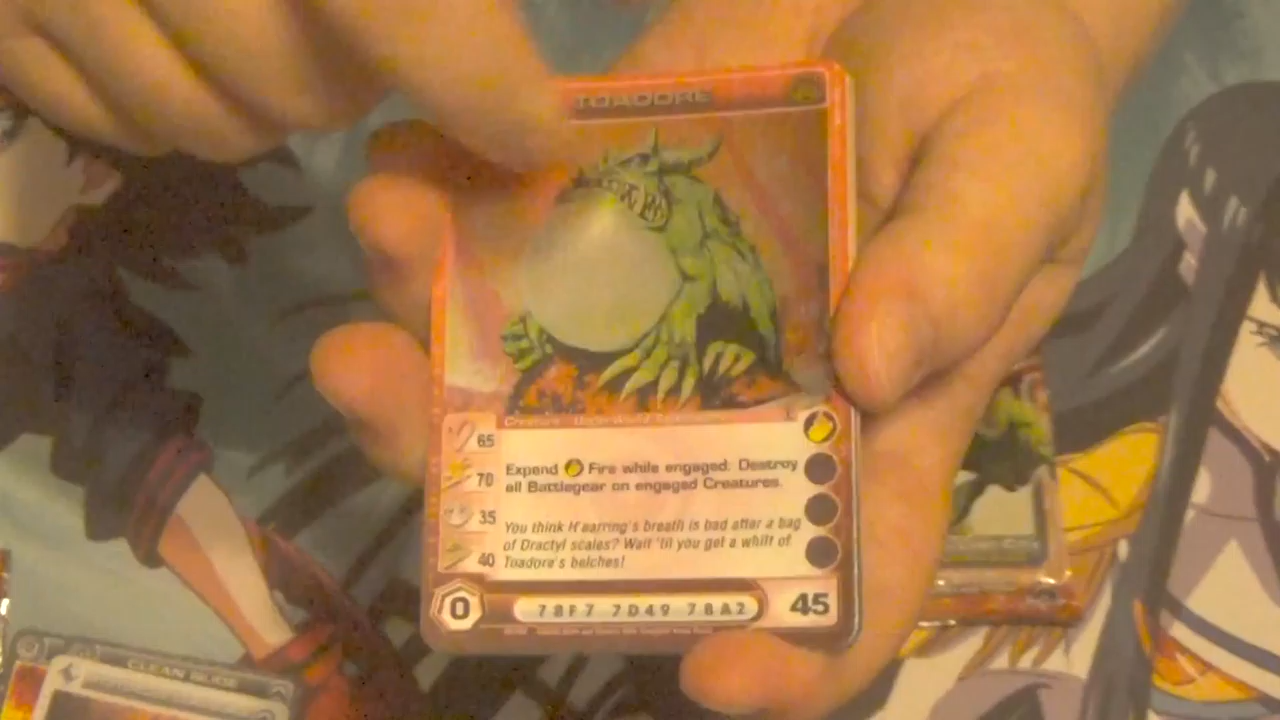 TOADORE
Creature - UnderWorld
65
70
35
40
Expend Fire while engaged: Destroy
all Battlegear on engaged Creatures.
You think H'earring's breath is bad after a bag
of Dractyl scales? Wait 'til you get a whiff of
Toadore's belches!
0
78F7 7D49 78A2
45
CLEAN